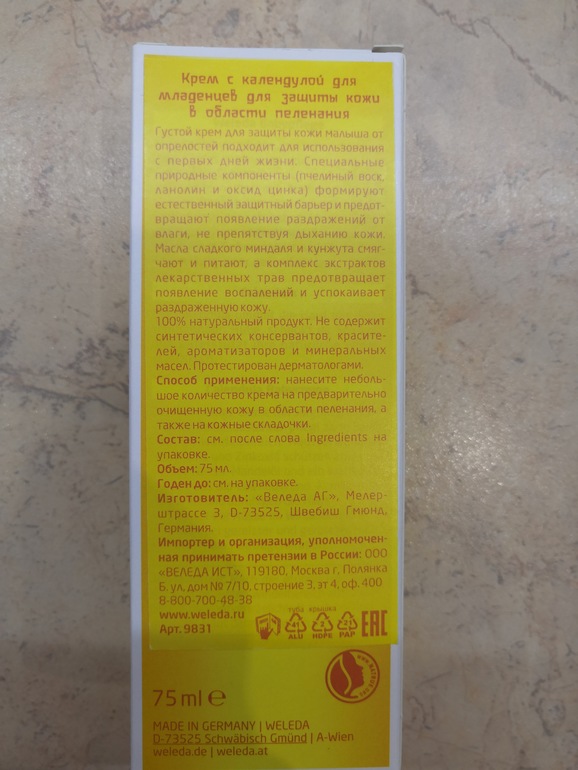 Крем с календулой для
младенцев для защиты кожи
в области пеленания
Густой крем для защиты кожи малыша от
опрелостей подходит для использования
с первых дней жизни. Специальные
природные компоненты (пчелиный воск,
ланолин и оксид цинка) формируют
естественный защитный барьер и предот-
вращают появление раздражений от
влаги, не препятствуя дыханию кожи.
Масла сладкого миндаля и кунжута смяг-
чают и питают, а комплекс экстрактов
лекарственных трав предотвращает
появление воспалений и успокаивает
раздраженную кожу.
100% натуральный продукт. Не содержит
синтетических консервантов, красите-
лей, ароматизаторов и минеральных
масел. Протестирован дерматологами.
Способ применения: нанесите неболь-
шое количество крема на предварительно
очищенную кожу в области пеленания, а
также на кожные складочки.
Состав: см. после слова Ingredients на
упаковке.
Объем: 75 мл.
Годен до: см. на упаковке.
Изготовитель: «Веледа АГ», Мелер-
штрассе 3, D-73525, Швебиш Гмюнд,
Германия.
Импортер и организация, уполномочен-
ная принимать претензии в России: ООО
«ВЕЛЕДА ИСТ», 119180, Москва г, Полянка
Б. ул, дом № 7/10, строение 3, эт 4, оф. 400
8-800-700-48-38
www.weleda.ru
Арт. 9831
туба крышка
41 2 21
ALU HDPE PAP
EAC
75 ml e
MADE IN GERMANY | WELEDA
D-73525 Schwäbisch Gmünd | A-Wien
weleda.de | weleda.at